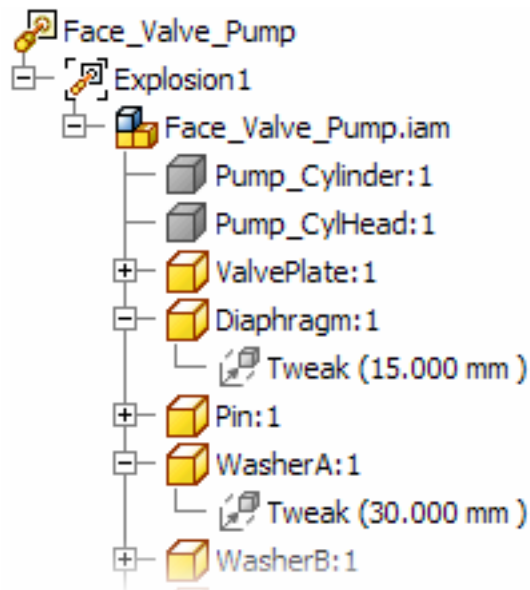 Face_Valve_Pump
Explosion1
Face_Valve_Pump.iam
Pump_Cylinder:1
Pump_CylHead:1
ValvePlate:1
Diaphragm:1
Tweak (15.000 mm )
Pin:1
WasherA:1
Tweak (30.000 mm )
WasherB:1